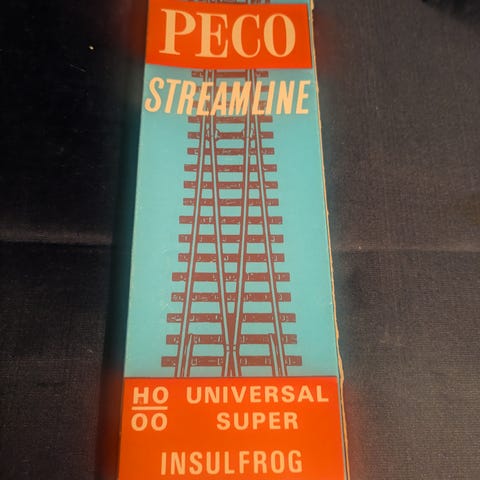 PECO
STREAMLINE
HO UNIVERSAL
OO SUPER
INSULFROG